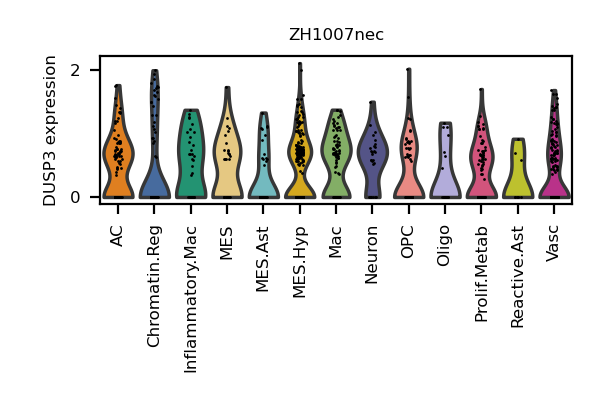 ZH1007nec
DUSP3 expression
2
0
AC
Chromatin.Reg
Inflammatory.Mac
MES
MES.Ast
MES.Hyp
Mac
Neuron
OPC
Oligo
Prolif.Metab
Reactive.Ast
Vasc